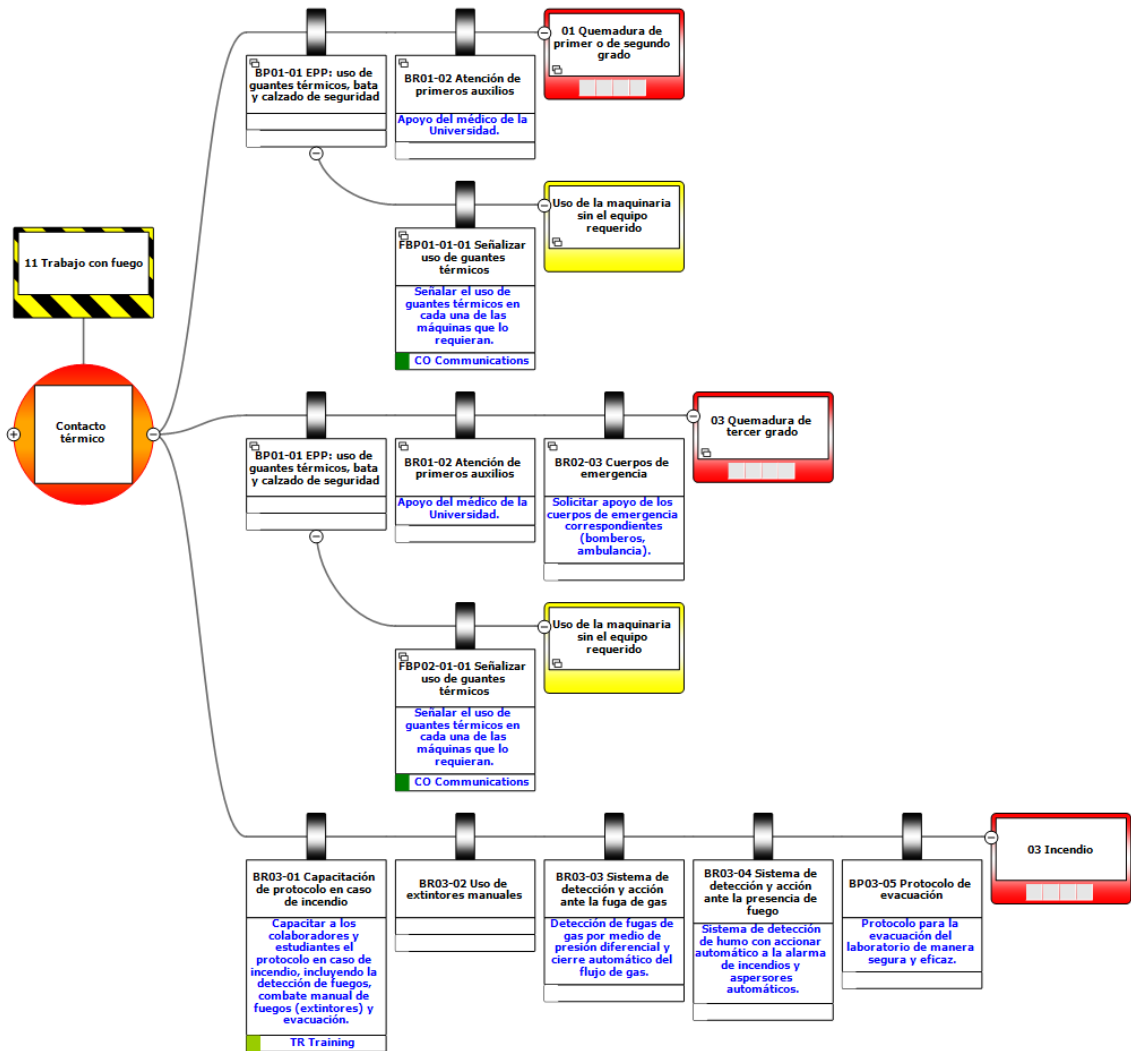 01 Quemadura de
primer o de segundo
grado
BP01-01 EPP: uso de
guantes térmicos, bata
y calzado de seguridad
BR01-02 Atención de
primeros auxilios
Apoyo del médico de la
Universidad.
11 Trabajo con fuego
Uso de la maquinaria
sin el equipo
requerido
FBP01-01-01 Señalizar
uso de guantes
térmicos
Señalar el uso de
guantes térmicos en
cada una de las
máquinas que lo
requieran.
CO Communications
Contacto
térmico
03 Quemadura de
tercer grado
BP01-01 EPP: uso de
guantes térmicos, bata
y calzado de seguridad
BR01-02 Atención de
primeros auxilios
Apoyo del médico de la
Universidad.
BR02-03 Cuerpos de
emergencia
Solicitar apoyo de los
cuerpos de emergencia
correspondientes
(bomberos,
ambulancia).
Uso de la maquinaria
sin el equipo
requerido
FBP02-01-01 Señalizar
uso de guantes
térmicos
Señalar el uso de
guantes térmicos en
cada una de las
máquinas que lo
requieran.
CO Communications
03 Incendio
BR03-01 Capacitación
de protocolo en caso
de incendio
Capacitar a los
colaboradores y
estudiantes el
protocolo en caso de
incendio, incluyendo la
detección de fuegos,
combate manual de
fuegos (extintores) y
evacuación.
TR Training
BR03-02 Uso de
extintores manuales
BR03-03 Sistema de
detección y acción
ante la fuga de gas
Detección de fugas de
gas por medio de
presión diferencial y
cierre automático del
flujo de gas.
BR03-04 Sistema de
detección y acción
ante la presencia de
fuego
Sistema de detección
de humo con accionar
automático a la alarma
de incendios y
aspersores
automáticos.
BP03-05 Protocolo de
evacuación
Protocolo para la
evacuación del
laboratorio de manera
segura y eficaz.